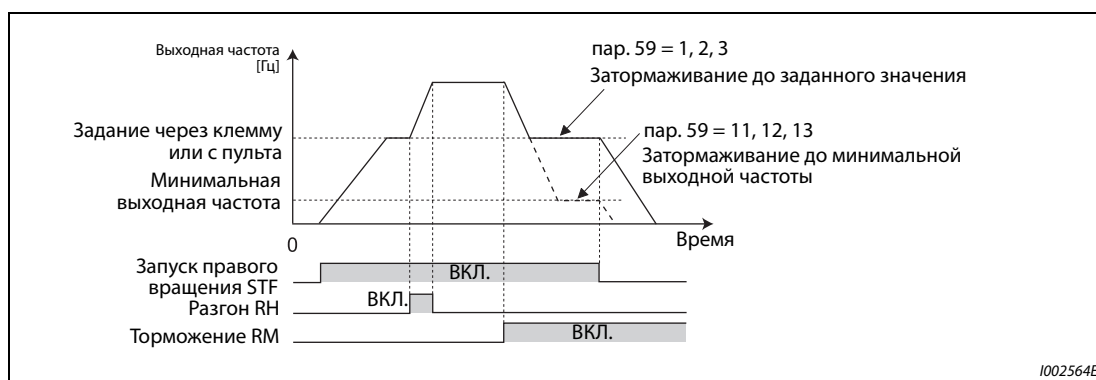 Выходная частота
[Гц]
пар. 59 = 1, 2, 3
Затормаживание до заданного значения
Задание через клемму
или с пульта
пар. 59 = 11, 12, 13
Затормаживание до минимальной
выходной частоты
Минимальная
выходная частота
0
Время
Запуск правого
вращения STF
ВКЛ.
Разгон RH
ВКЛ.
Торможение RM
ВКЛ.
I002564E